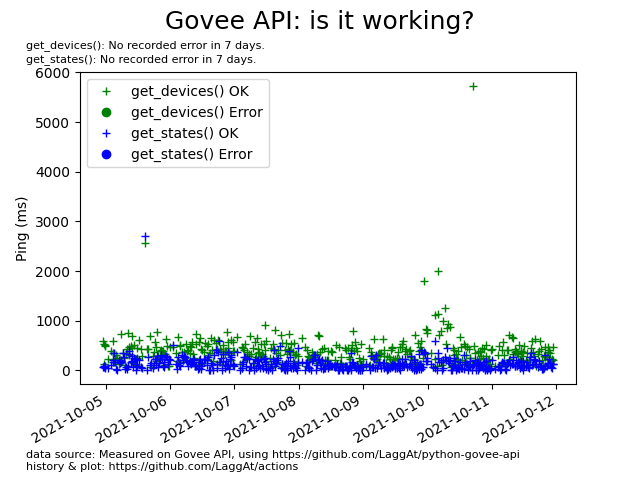 Govee API: is it working?
get_devices(): No recorded error in 7 days.
get_states(): No recorded error in 7 days.
get_devices() OK
get_devices() Error
get_states() OK
get_states() Error
Ping (ms)
6000
5000
4000
3000
2000
1000
0
2021-10-05
2021-10-06
2021-10-07
2021-10-08
2021-10-09
2021-10-10
2021-10-11
2021-10-12
data source: Measured on Govee API, using https://github.com/LaggAt/python-govee-api
history & plot: https://github.com/LaggAt/actions